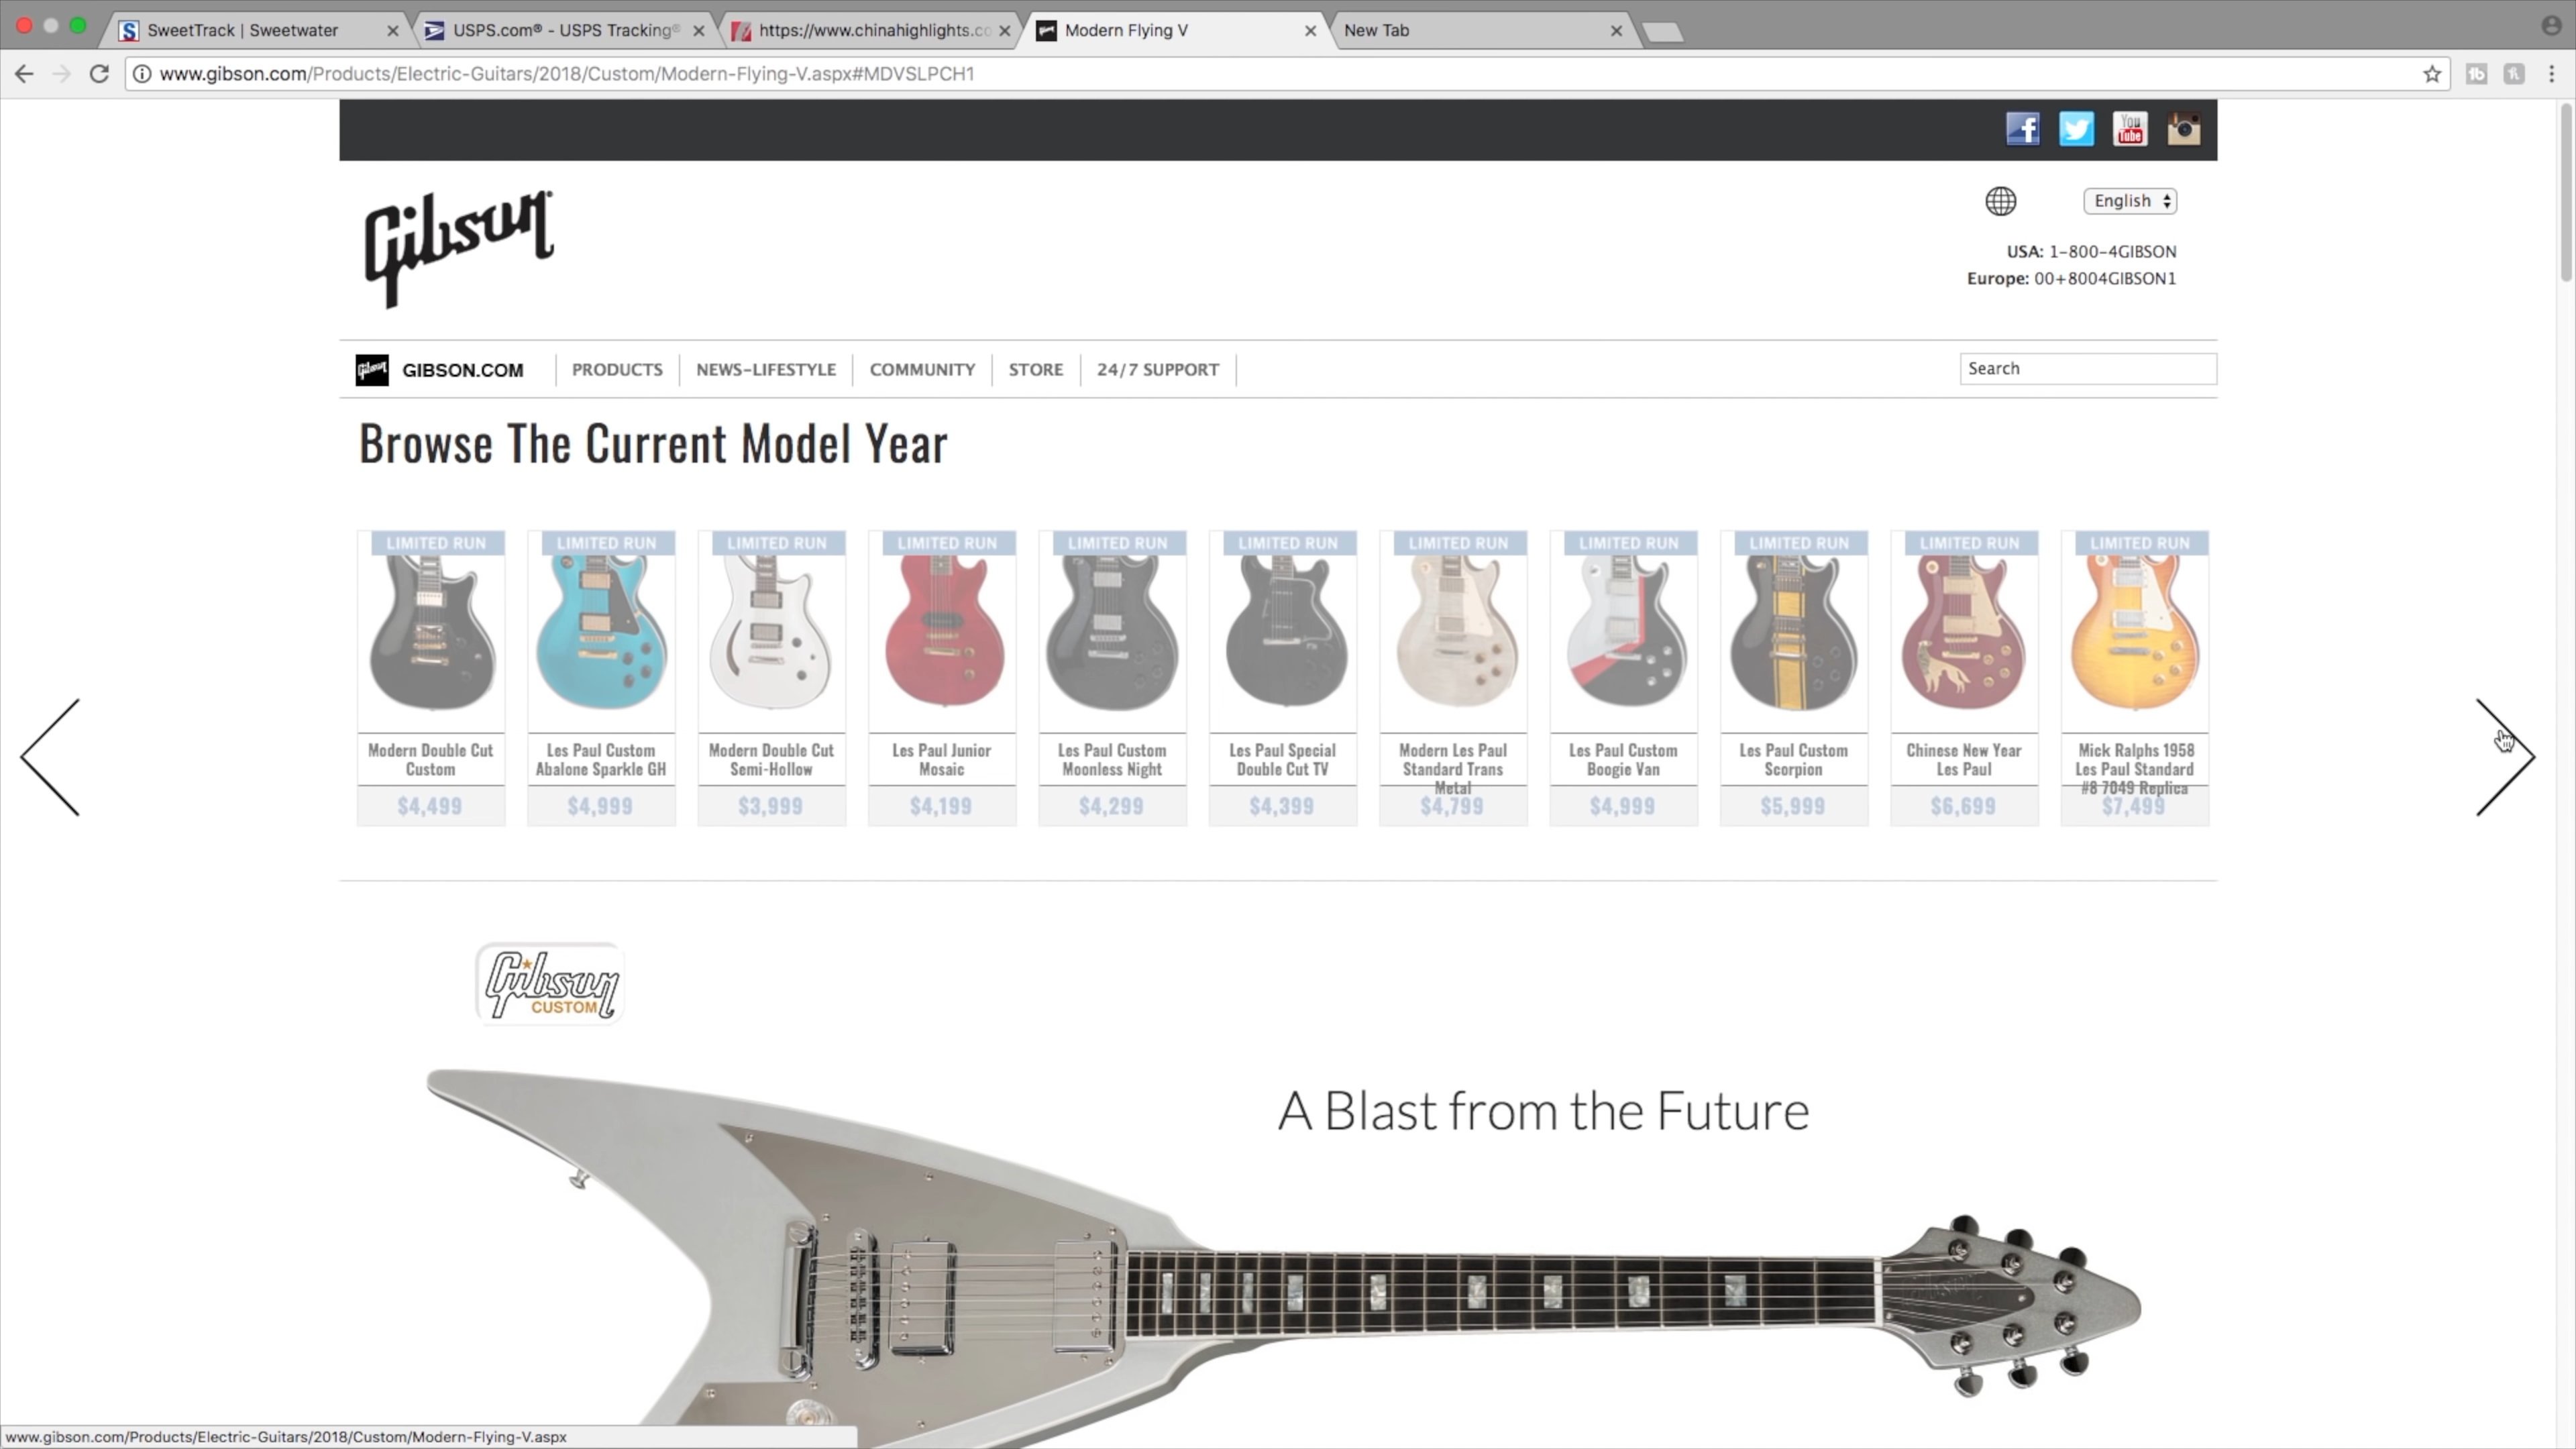 SweetTrack | Sweetwater
USPS.com® - USPS Tracking®
https://www.chinahighlights.co
Modern Flying V
New Tab
www.gibson.com/Products/Electric-Guitars/2018/Custom/Modern-Flying-V.aspx#MDVSLPCH1
You
Tube
Gibson
English
USA: 1-800-4GIBSON
Europe: 00+8004GIBSON1
Gibson
GIBSON.COM
PRODUCTS
NEWS-LIFESTYLE
COMMUNITY
STORE
24/7 SUPPORT
Search
Browse The Current Model Year
LIMITED RUN
Modern Double Cut
Custom
$4,499
LIMITED RUN
Les Paul Custom
Abalone Sparkle GH
$4,999
LIMITED RUN
Modern Double Cut
Semi-Hollow
$3,999
LIMITED RUN
Les Paul Junior
Mosaic
$4,199
LIMITED RUN
Les Paul Custom
Moonless Night
$4,299
LIMITED RUN
Les Paul Special
Double Cut TV
$4,399
LIMITED RUN
Modern Les Paul
Standard Trans
Metal
$4,799
LIMITED RUN
Les Paul Custom
Boogie Van
$4,999
LIMITED RUN
Les Paul Custom
Scorpion
$5,999
LIMITED RUN
Chinese New Year
Les Paul
$6,699
LIMITED RUN
Mick Ralphs 1958
Les Paul Standard
#8 7049 Replica
$7,499
Gibson
CUSTOM
A Blast from the Future
Gibson
www.gibson.com/Products/Electric-Guitars/2018/Custom/Modern-Flying-V.aspx